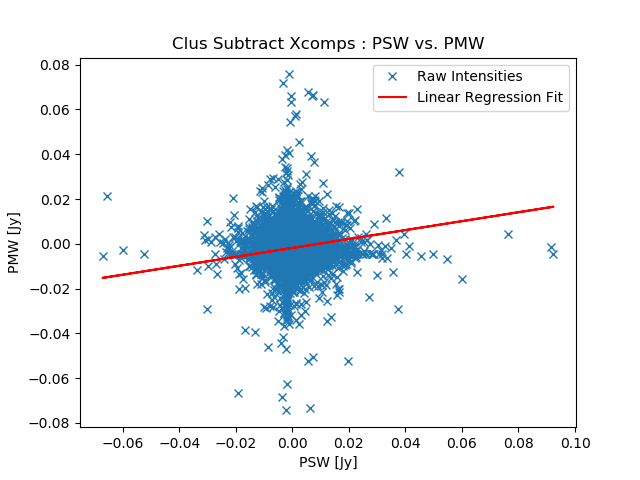 Clus Subtract Xcomps : PSW vs. PMW
Raw Intensities
Linear Regression Fit
0.08
0.06
0.04
0.02
0.00
−0.02
−0.04
−0.06
−0.08
PMW [Jy]
−0.06 −0.04 −0.02 0.00 0.02 0.04 0.06 0.08 0.10
PSW [Jy]